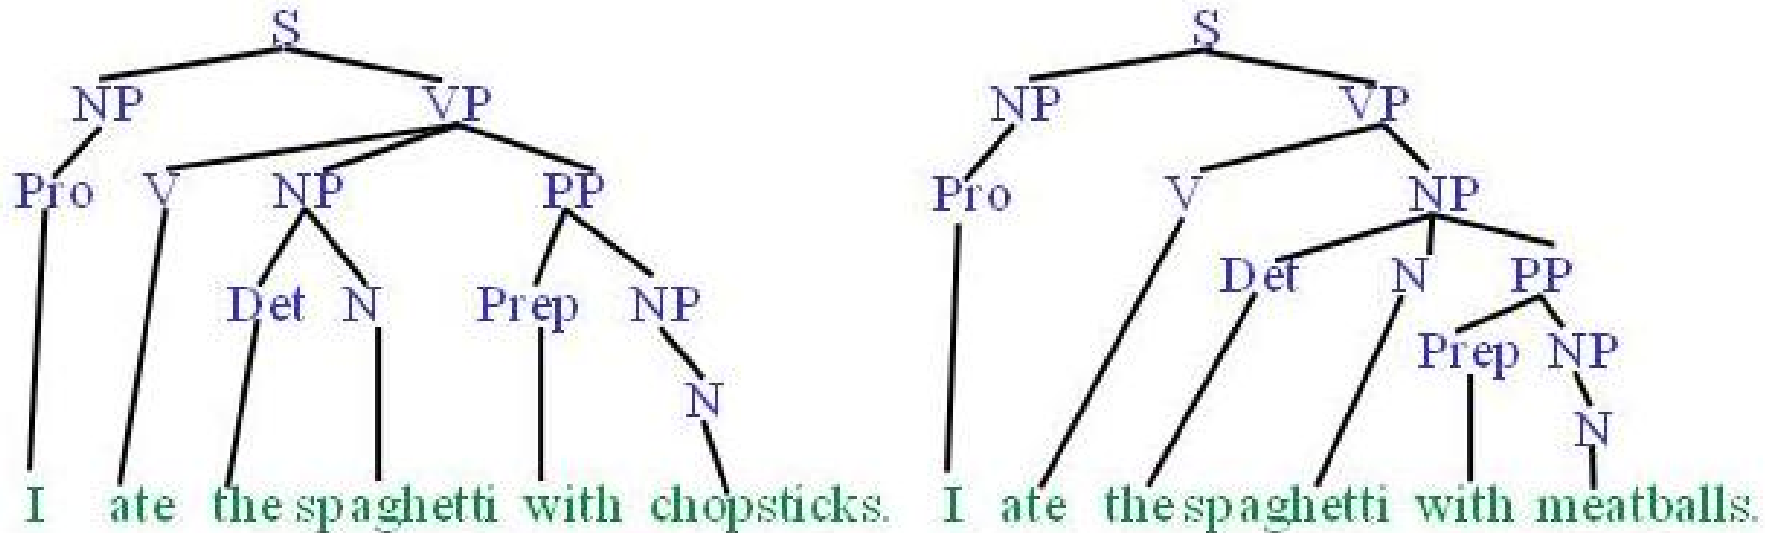 S S
NP VP NP VP
Pro V NP PP Pro V NP
Det N Prep NP Det N PP
N Prep NP
N
I ate the spaghetti with chopsticks. I ate the spaghetti with meatballs.